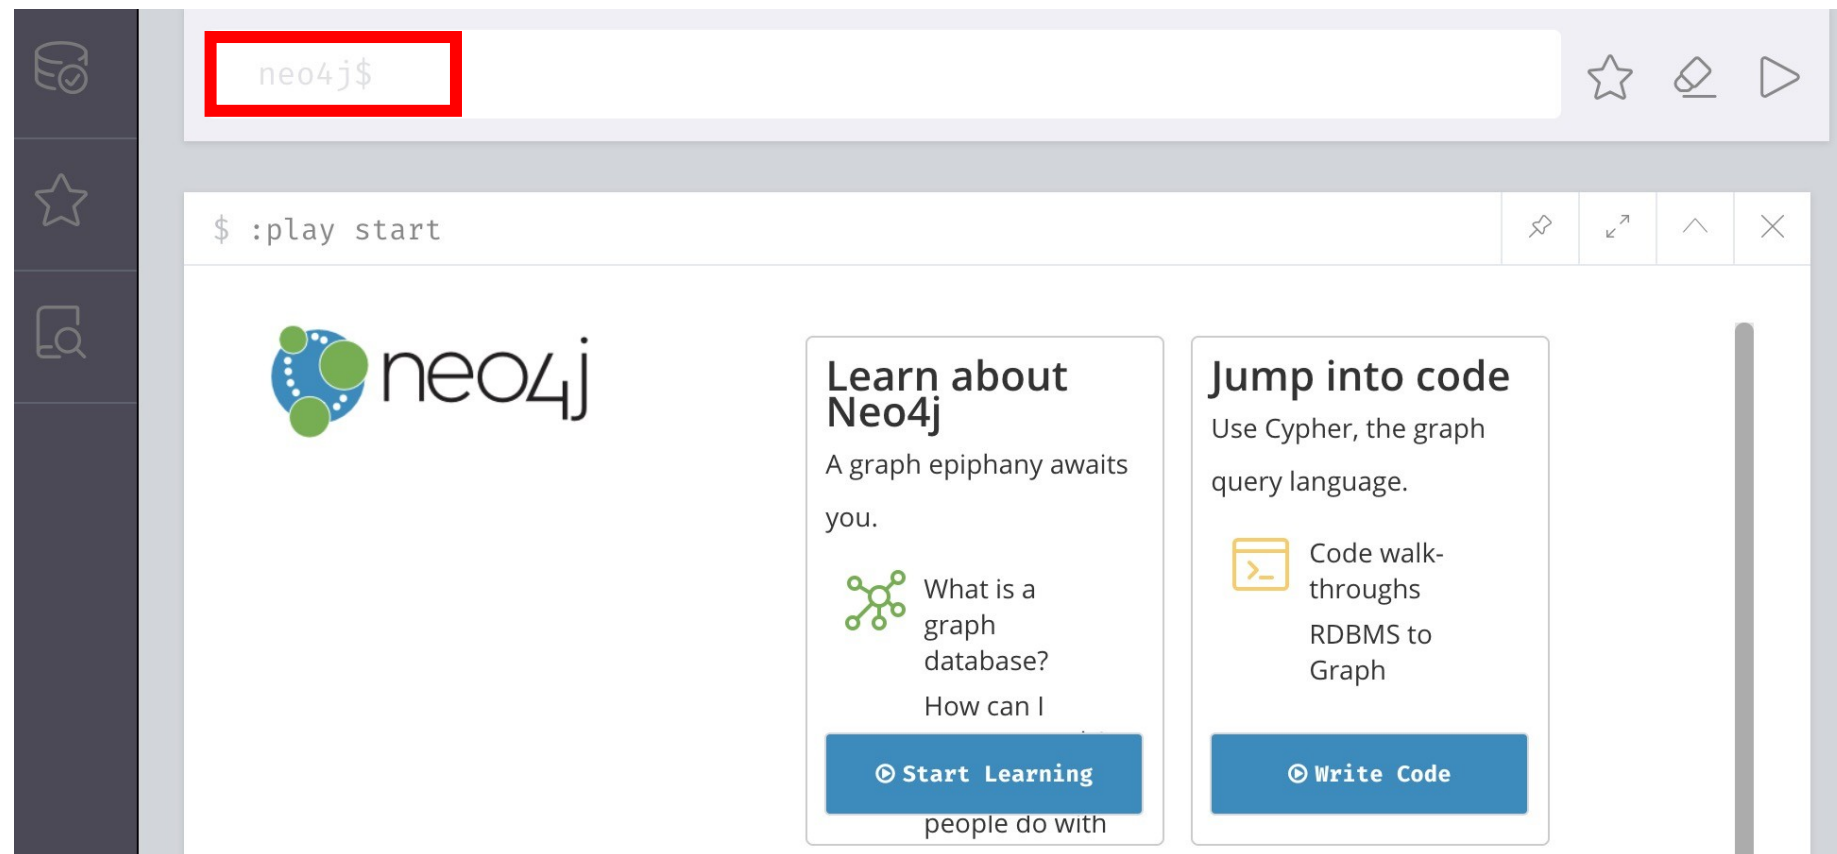 neo4j$
$ :play start
neo4j
Learn about
Neo4j
A graph epiphany awaits
you.
What is a
graph
database?
How can I
Start Learning
people do with
Jump into code
Use Cypher, the graph
query language.
Code walk-
throughs
RDBMS to
Graph
Write Code